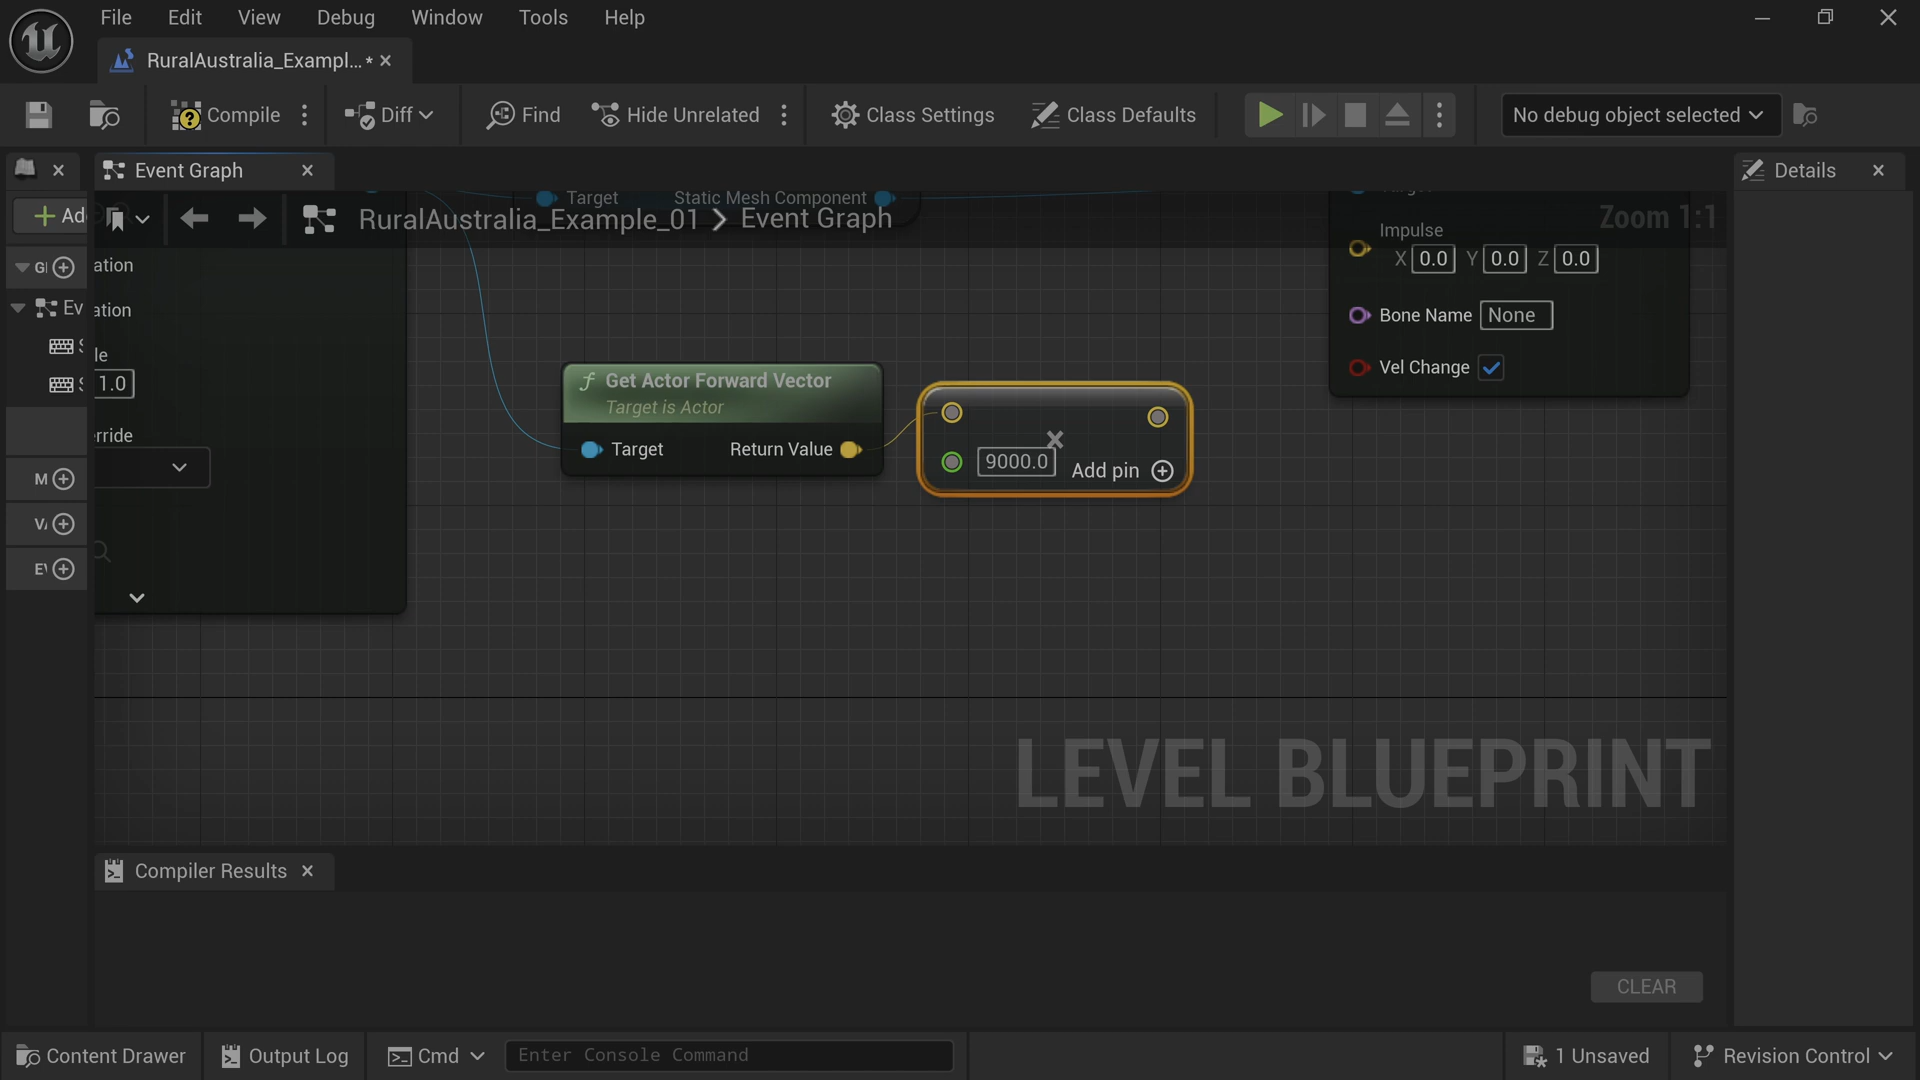 File Edit View Debug Window Tools Help
RuralAustralia_Exampl... *
Compile Diff Find Hide Unrelated Class Settings Class Defaults No debug object selected
Event Graph Details
Target Static Mesh Component
Add RuralAustralia_Example_01 > Event Graph Zoom 1:1
Impulse
X 0.0 Y 0.0 Z 0.0
ation
Ev ation
Bone Name None
le
1.0
Vel Change
Get Actor Forward Vector
Target is Actor
rride
Target Return Value
9000.0 Add pin
M
V
E
LEVEL BLUEPRINT
Compiler Results
CLEAR
Content Drawer Output Log Cmd Enter Console Command 1 Unsaved Revision Control